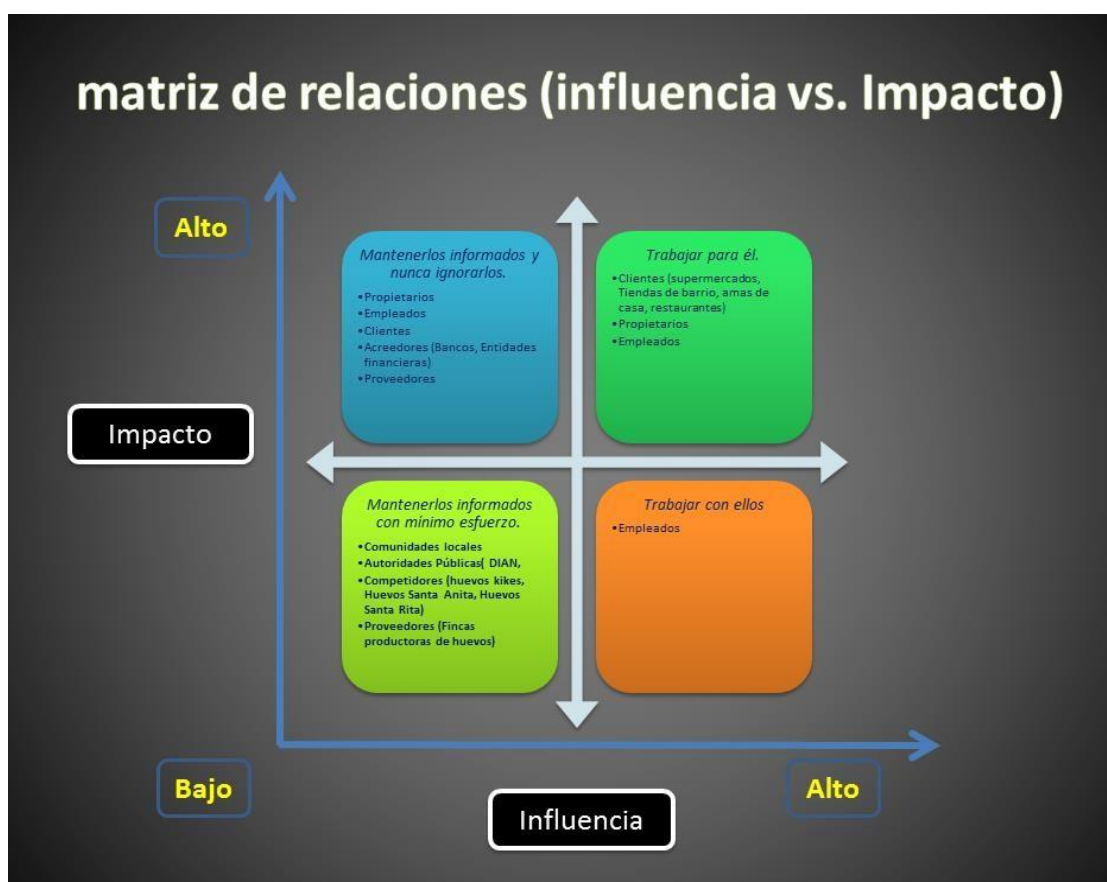 matriz de relaciones (influencia vs. Impacto)
Alto
Mantenerlos informados y
nunca ignorarlos.
•Propietarios
•Empleados
•Clientes
•Acreedores (Bancos, Entidades
financieras)
•Proveedores
Trabajar para él.
•Clientes (supermercados,
Tiendas de barrio, amas de
casa, restaurantes)
•Propietarios
•Empleados
Impacto
Mantenerlos informados
con mínimo esfuerzo.
•Comunidades locales
•Autoridades Públicas( DIAN,
•Competidores (huevos kikes,
Huevos Santa Anita, Huevos
Santa Rita)
•Proveedores (Fincas
productoras de huevos)
Trabajar con ellos
•Empleados
Bajo
Influencia
Alto